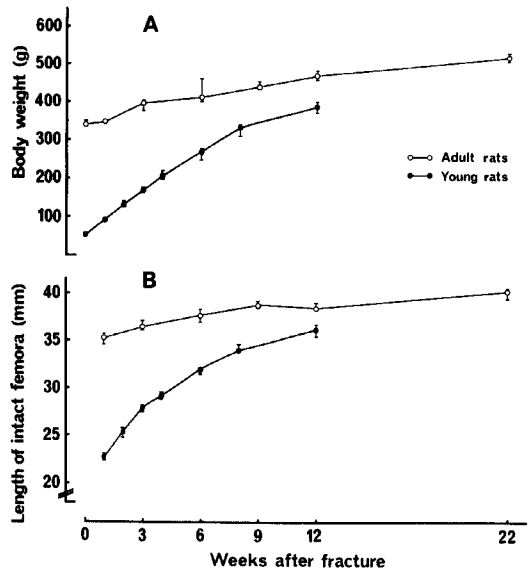 A
Body weight (g)
600
500
400
300
200
100
Adult rats
Young rats
B
Length of intact femora (mm)
40
35
30
25
20
0 3 6 9 12 22
Weeks after fracture